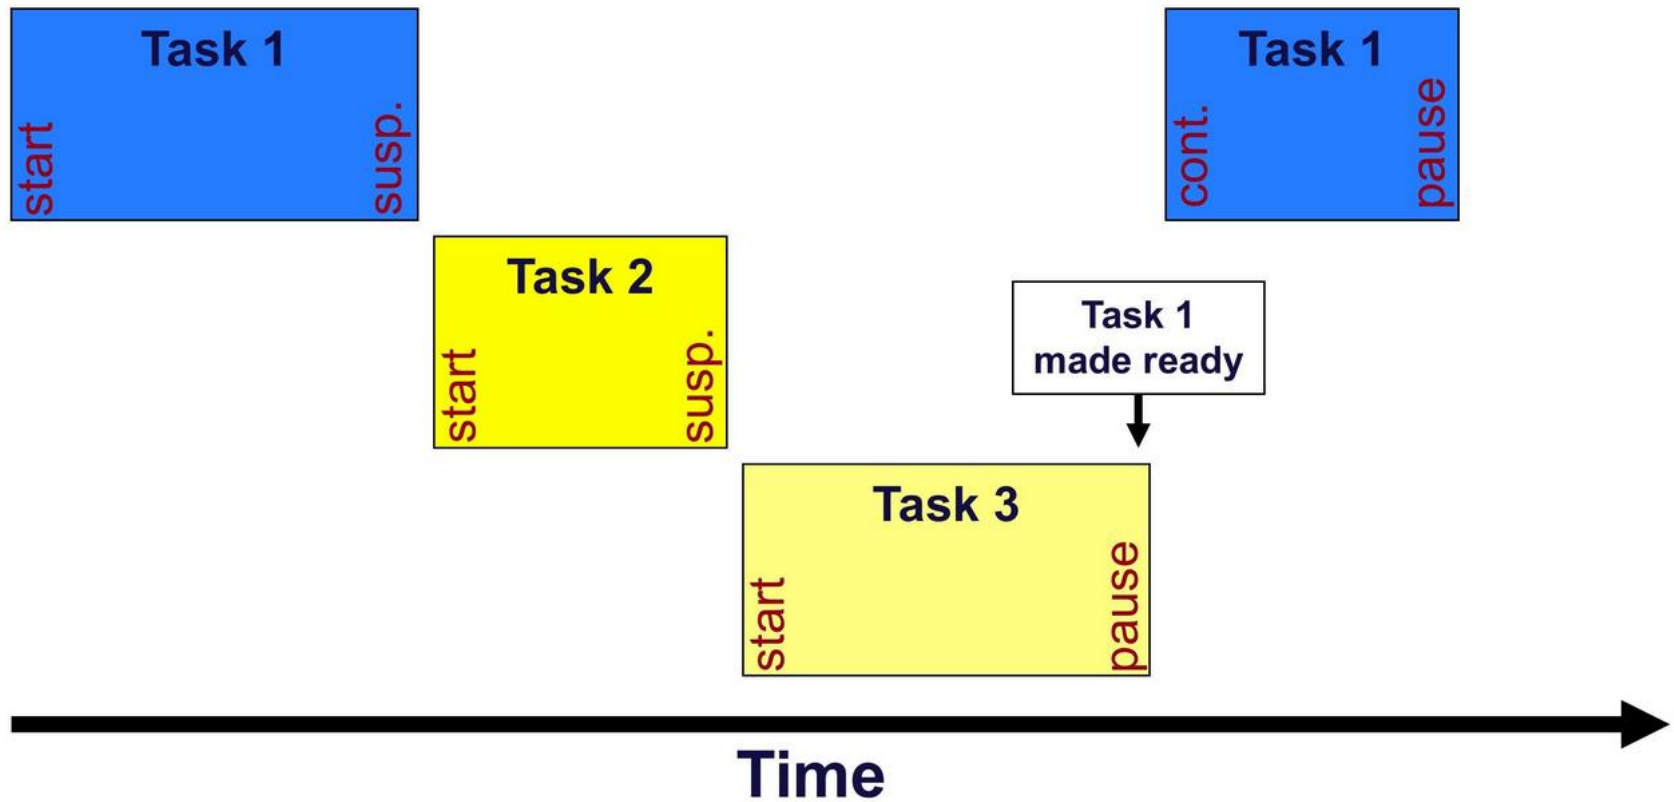 Task 1
start
susp.
Task 2
start
susp.
Task 3
start
pause
Task 1
made ready
Task 1
cont.
pause
Time